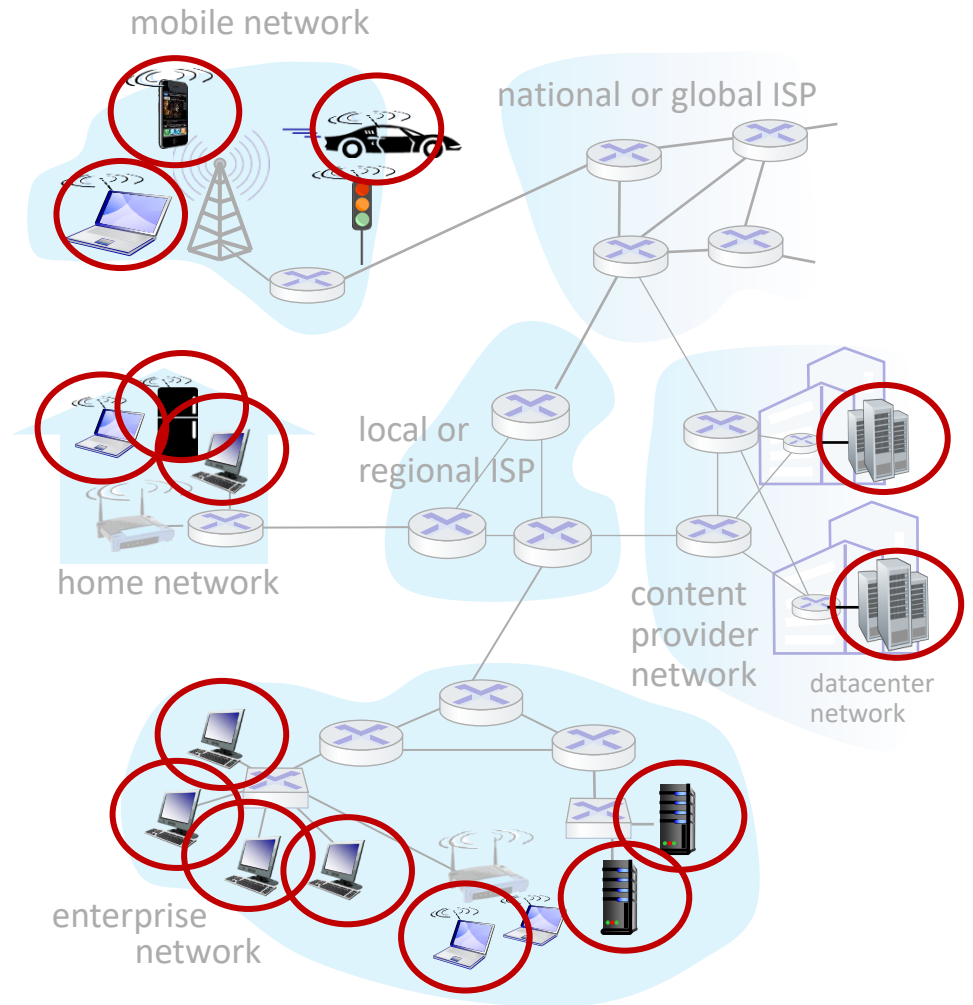 mobile network
national or global ISP
local or
regional ISP
home network
content
provider
network
datacenter
network
enterprise
network